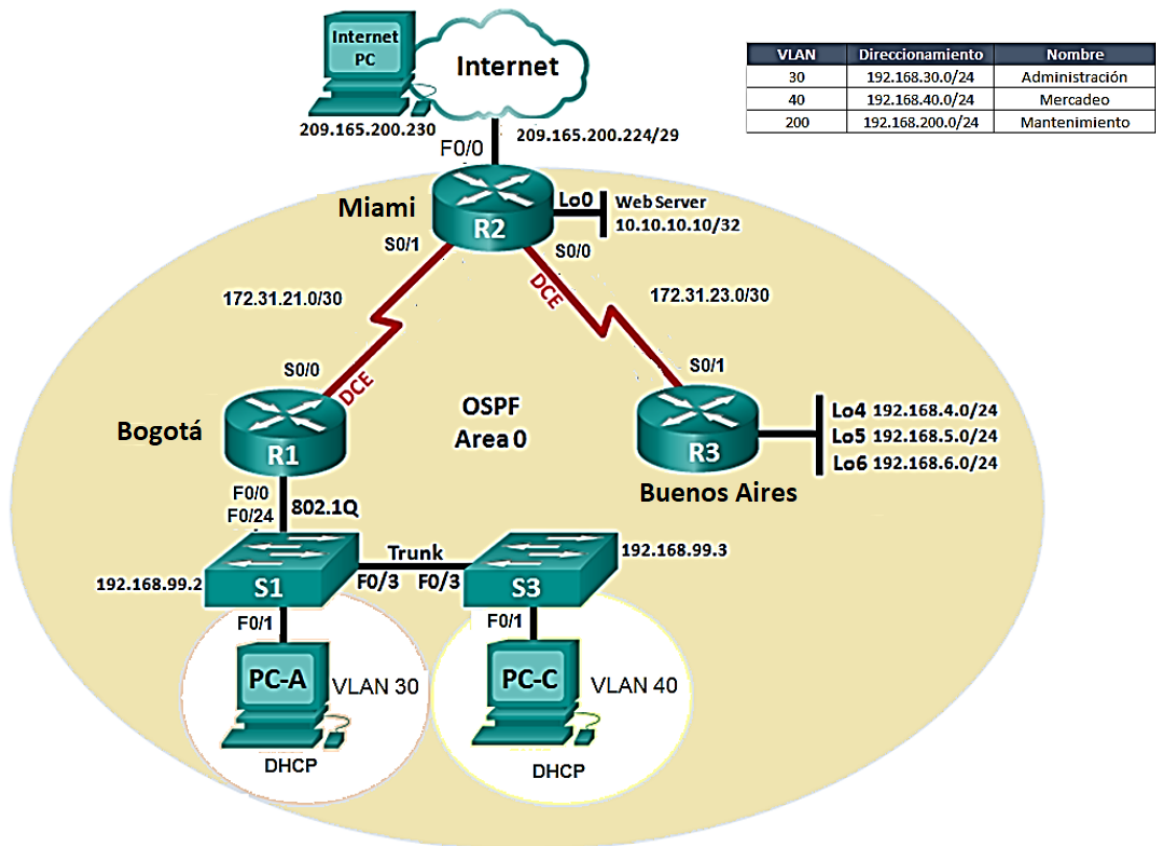 Internet
PC
Internet
209.165.200.230
209.165.200.224/29
F0/0
VLAN Direccionamiento Nombre
30 192.168.30.0/24 Administración
40 192.168.40.0/24 Mercadeo
200 192.168.200.0/24 Mantenimiento
Miami
R2
Lo0
Web Server
10.10.10.10/32
S0/1
S0/0
DCE
172.31.21.0/30
172.31.23.0/30
S0/0
DCE
S0/1
Bogotá
R1
OSPF
Area 0
R3
Buenos Aires
Lo4 192.168.4.0/24
Lo5 192.168.5.0/24
Lo6 192.168.6.0/24
F0/0
F0/24
802.1Q
192.168.99.2
S1
Trunk
F0/3 F0/3
S3
192.168.99.3
F0/1
F0/1
PC-A
VLAN 30
DHCP
PC-C
VLAN 40
DHCP